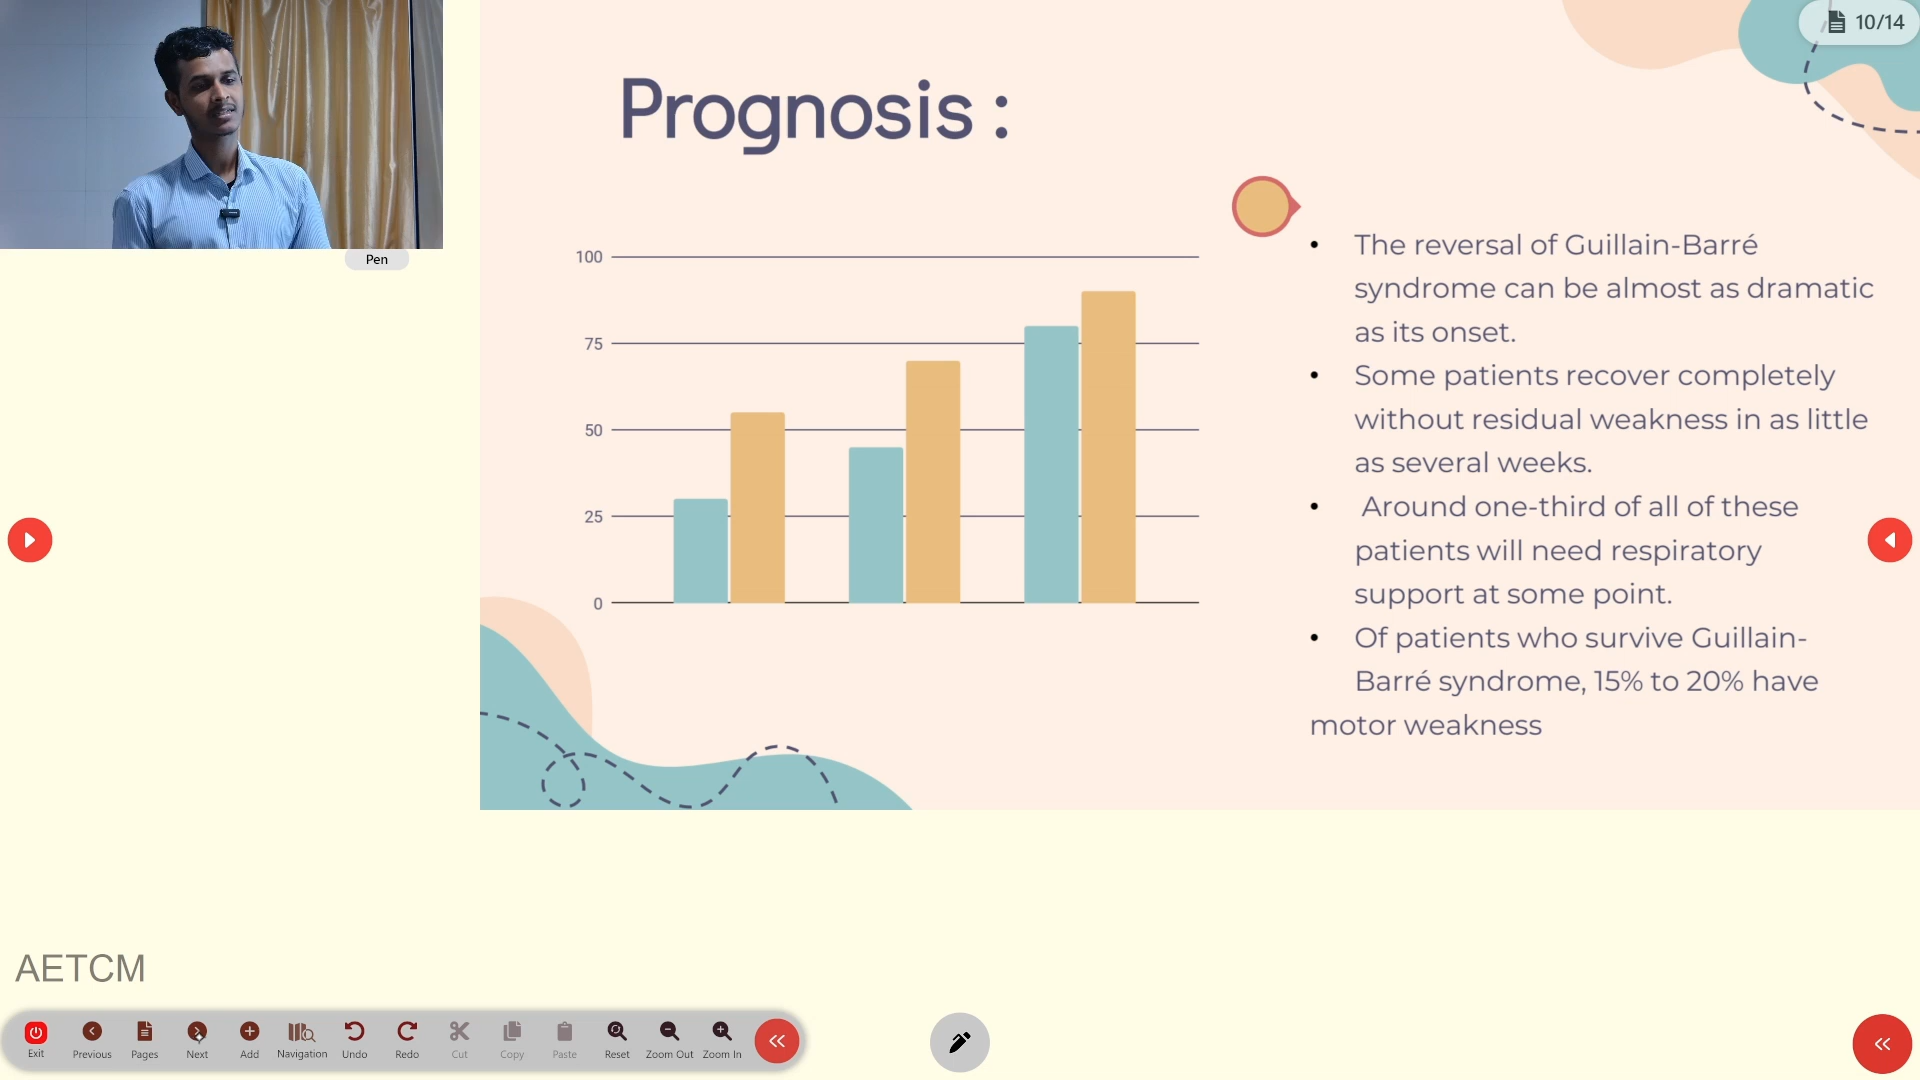 10/14
Prognosis :
Pen
100
75
50
25
0
• The reversal of Guillain-Barré
syndrome can be almost as dramatic
as its onset.
• Some patients recover completely
without residual weakness in as little
as several weeks.
• Around one-third of all of these
patients will need respiratory
support at some point.
• Of patients who survive Guillain-
Barré syndrome, 15% to 20% have
motor weakness
AETCM
Exit Previous Pages Next Add Navigation Undo Redo Cut Copy Paste Reset Zoom Out Zoom In